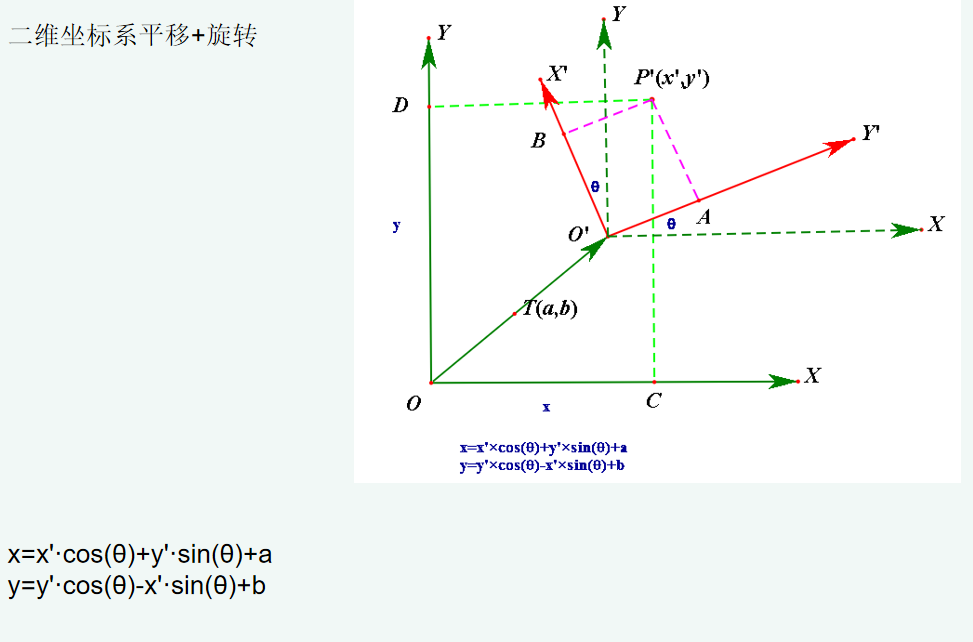 二维坐标系平移+旋转
Y
Y
X'
P'(x',y')
D
B
Y'
θ
A
y
O'
θ
X
T(a,b)
X
O
x
C
x=x'×cos(θ)+y'×sin(θ)+a
y=y'×cos(θ)-x'×sin(θ)+b
x=x'·cos(θ)+y'·sin(θ)+a
y=y'·cos(θ)-x'·sin(θ)+b